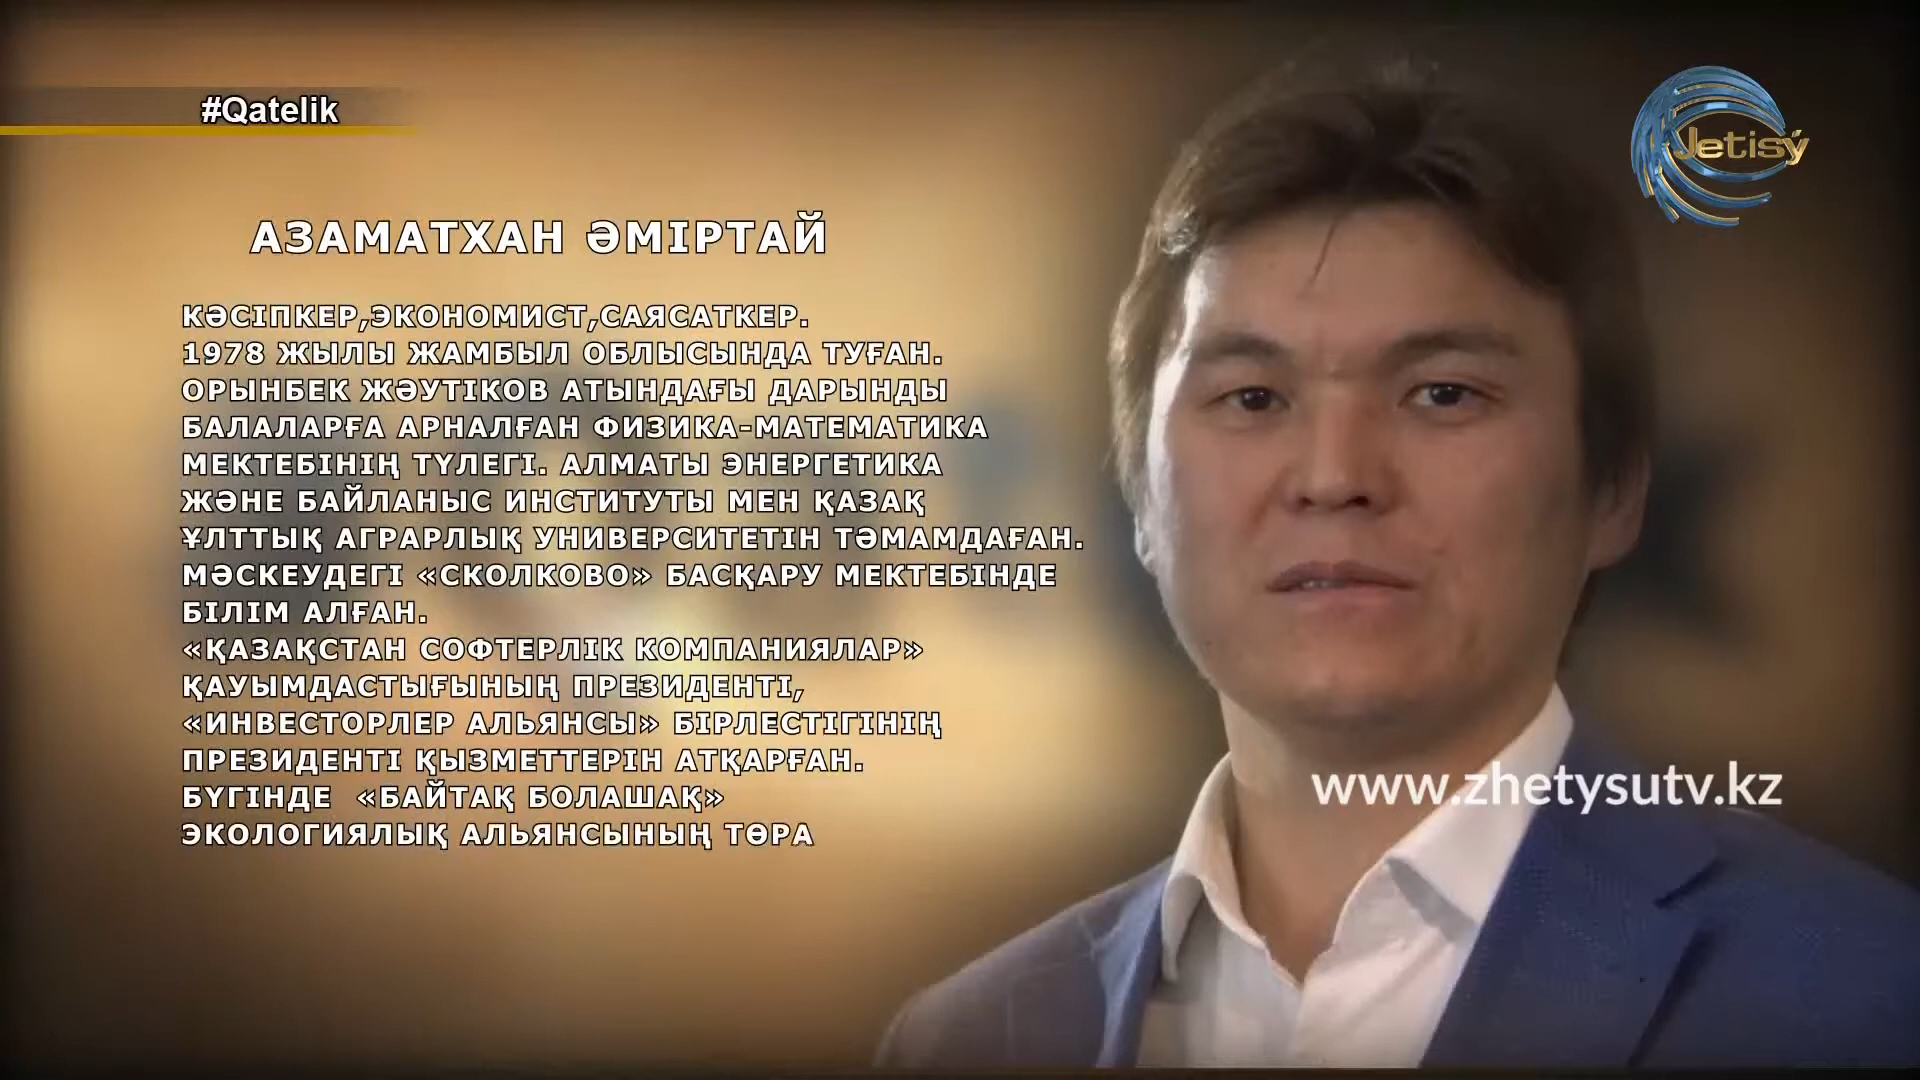 #Qatelik
Jetisý
АЗАМАТХАН ӘМІРТАЙ
КӘСІПКЕР,ЭКОНОМИСТ,САЯСАТКЕР.
1978 ЖЫЛЫ ЖАМБЫЛ ОБЛЫСЫНДА ТУҒАН.
ОРЫНБЕК ЖӘУТІКОВ АТЫНДАҒЫ ДАРЫНДЫ
БАЛАЛАРҒА АРНАЛҒАН ФИЗИКА-МАТЕМАТИКА
МЕКТЕБІНІҢ ТҮЛЕГІ. АЛМАТЫ ЭНЕРГЕТИКА
ЖӘНЕ БАЙЛАНЫС ИНСТИТУТЫ МЕН ҚАЗАҚ
ҰЛТТЫҚ АГРАРЛЫҚ УНИВЕРСИТЕТІН ТӘМАМДАҒАН.
МӘСКЕУДЕГІ «СКОЛКОВО» БАСҚАРУ МЕКТЕБІНДЕ
БІЛІМ АЛҒАН.
«ҚАЗАҚСТАН СОФТЕРЛІК КОМПАНИЯЛАР»
ҚАУЫМДАСТЫҒЫНЫҢ ПРЕЗИДЕНТІ,
«ИНВЕСТОРЛЕР АЛЬЯНСЫ» БІРЛЕСТІГІНІҢ
ПРЕЗИДЕНТІ ҚЫЗМЕТТЕРІН АТҚАРҒАН.
БҮГІНДЕ «БАЙТАҚ БОЛАШАҚ»
ЭКОЛОГИЯЛЫҚ АЛЬЯНСЫНЫҢ ТӨРА
www.zhetysutv.kz